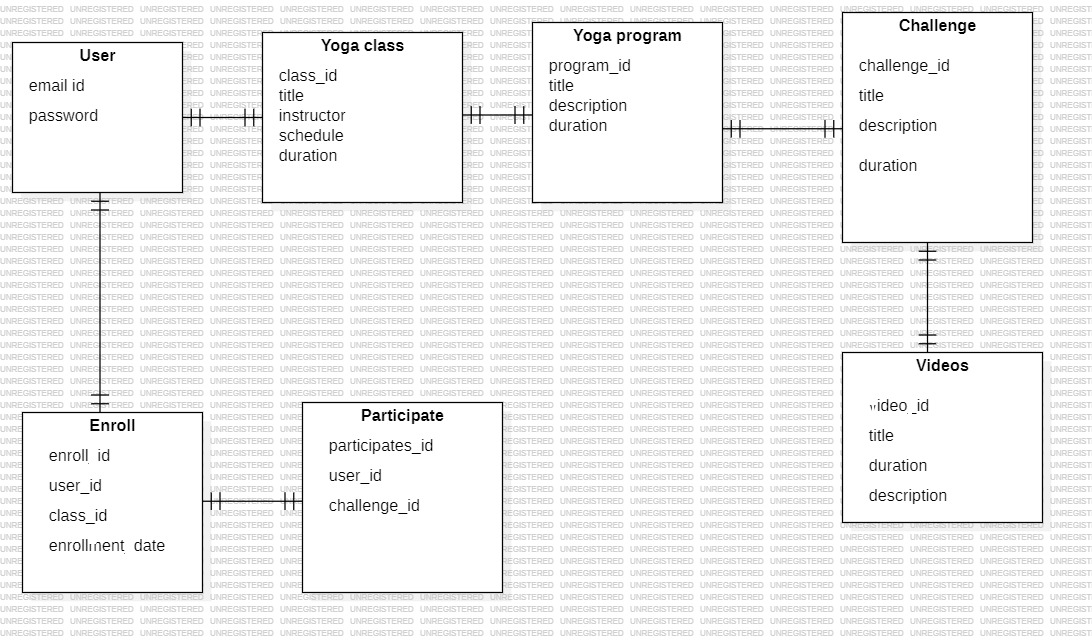 User
email id
password
Yoga class
class_id
title
instructor
schedule
duration
Yoga program
program_id
title
description
duration
Challenge
challenge_id
title
description
duration
Enroll
enroll_id
user_id
class_id
enrollment_date
Participate
participates_id
user_id
challenge_id
Videos
video_id
title
duration
description
UNREGISTERED